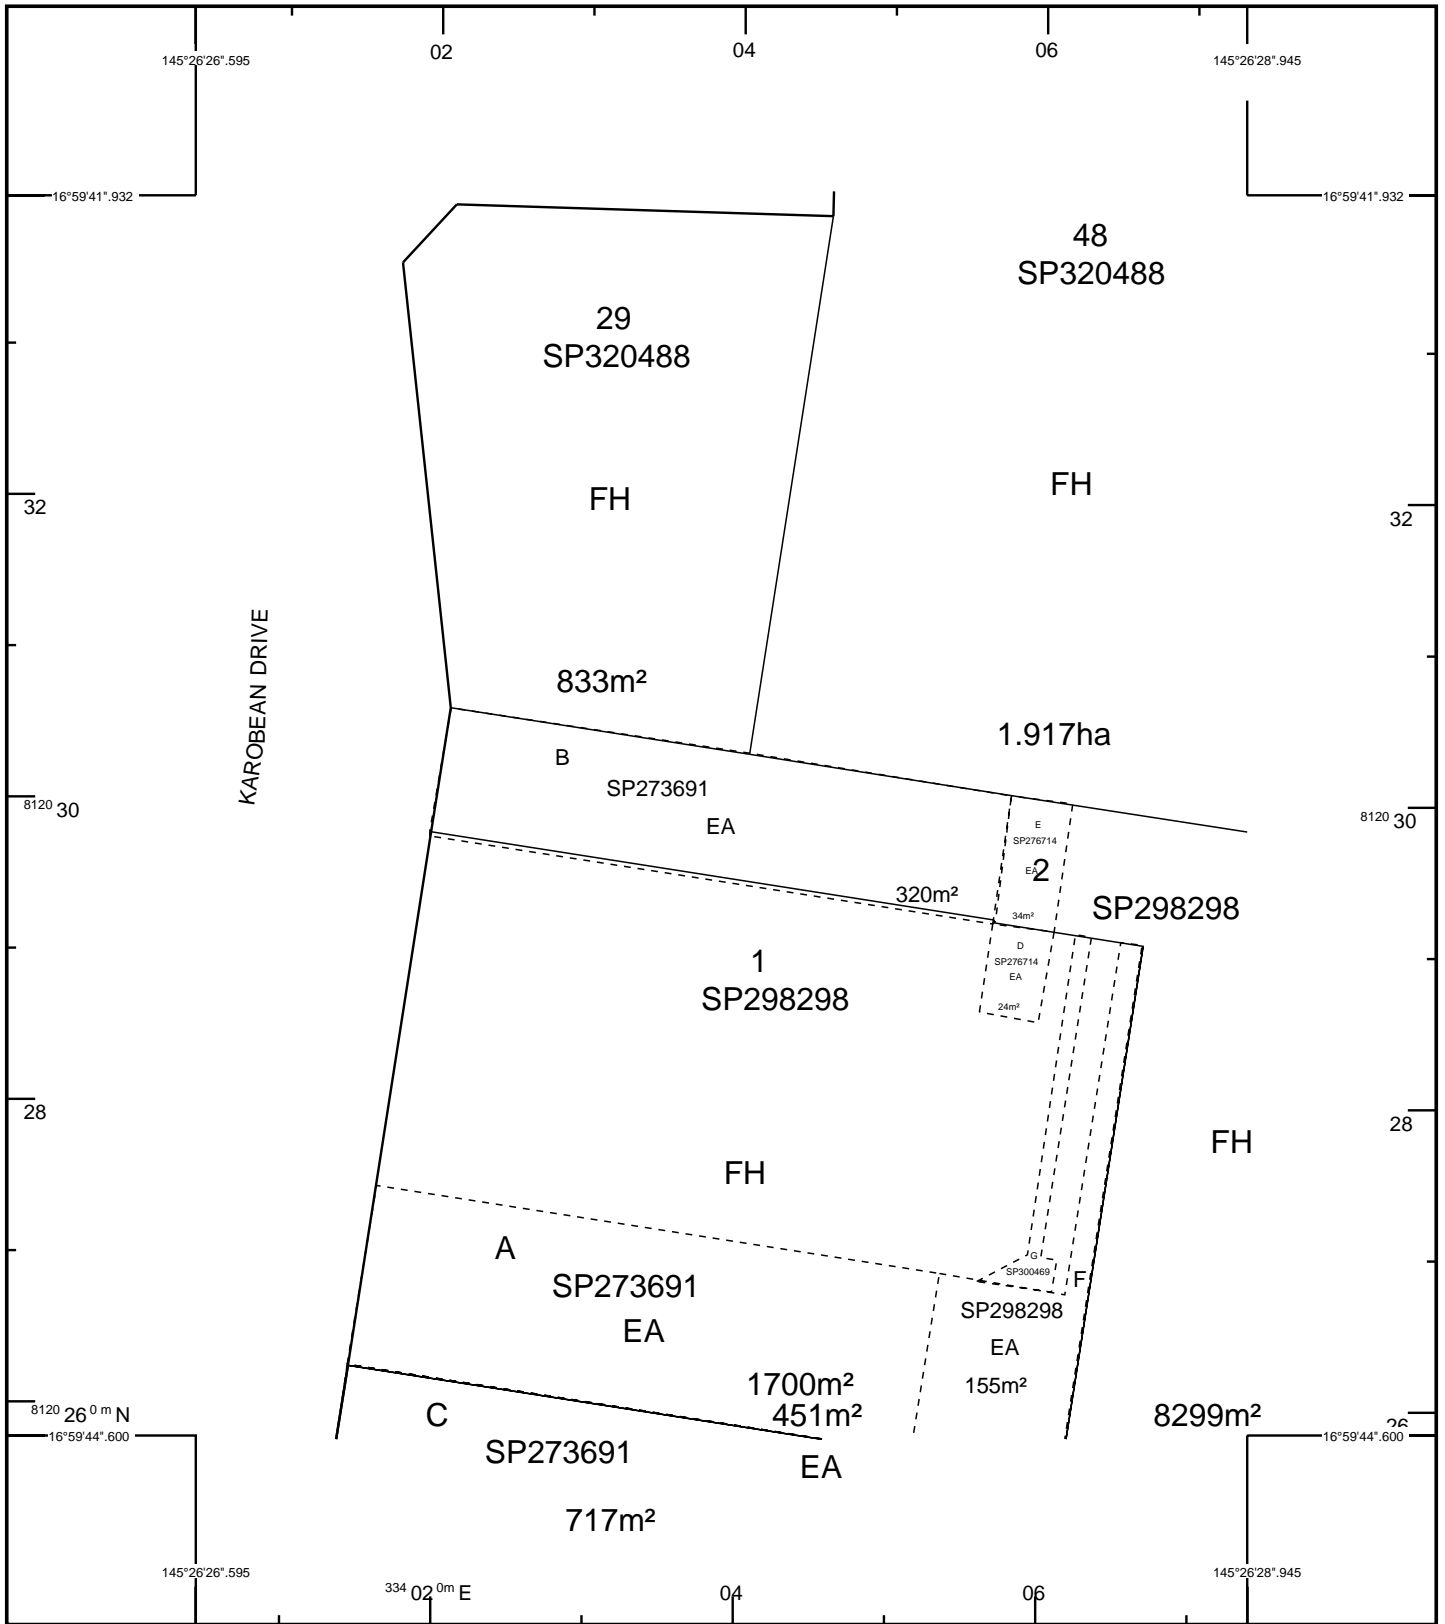 02
04
06
145°26'26".595
145°26'28".945
16°59'41".932
16°59'41".932
48
SP320488
29
SP320488
FH
FH
32
32
KAROBEAN DRIVE
833m²
1.917ha
B
SP273691
EA
8120 30
8120 30
E
SP276714
EA
2
34m²
320m²
SP298298
D
SP276714
EA
24m²
1
SP298298
28
28
FH
FH
A
SP273691
EA
G
SP300469
F
SP298298
EA
155m²
1700m²
451m²
8120 26 0 m N
C
8299m²
26
16°59'44".600
16°59'44".600
SP273691
EA
717m²
145°26'26".595
145°26'28".945
334 02 0m E
04
06